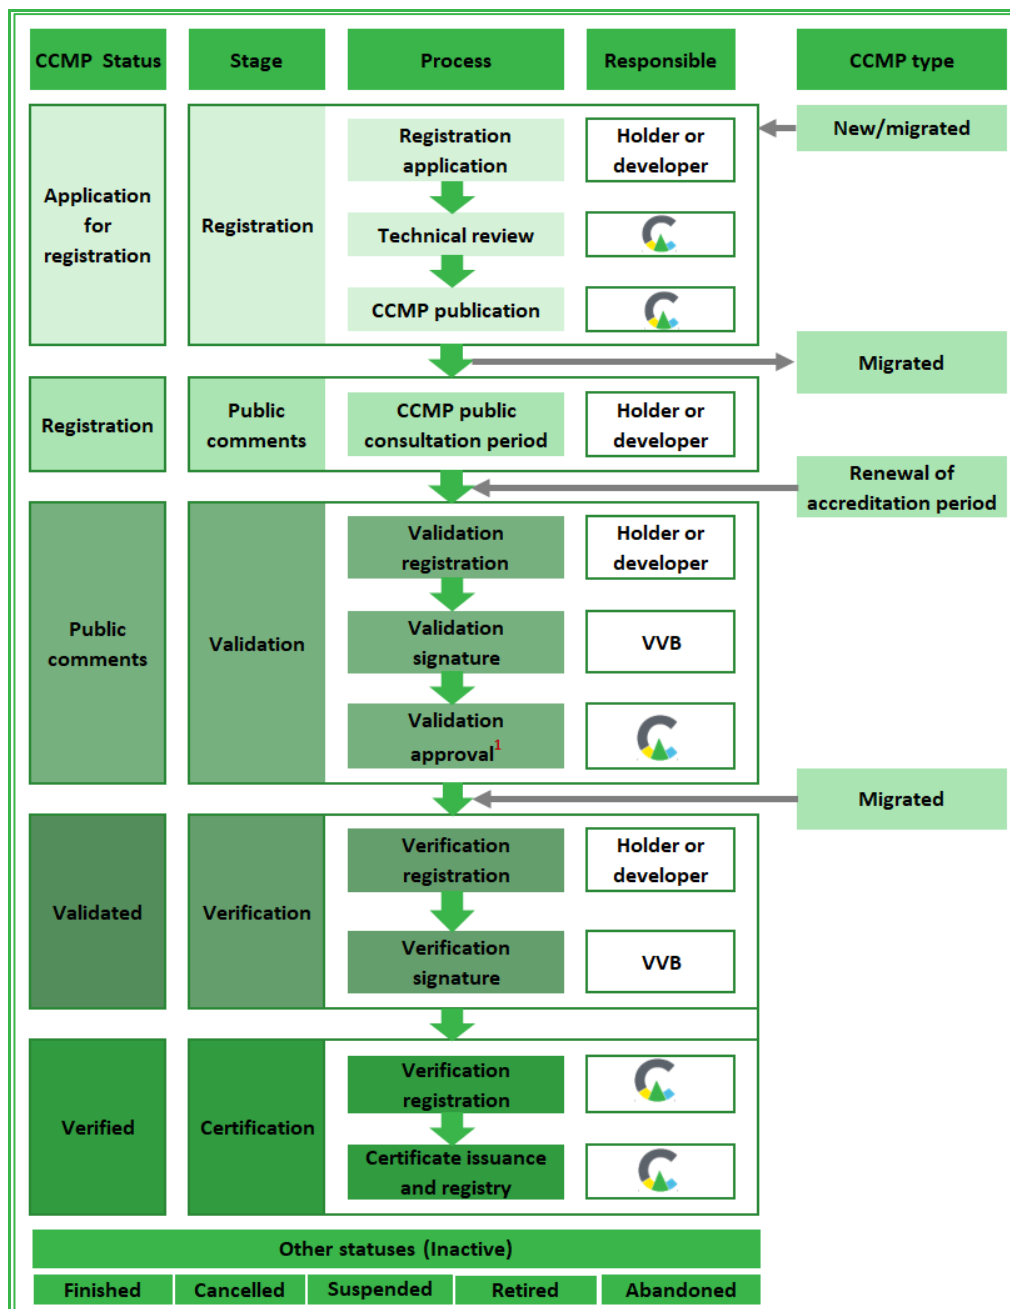 CCMP Status
Stage
Process
Responsible
CCMP type
Application
for
registration
Registration
Registration
application
Holder or
developer
New/migrated
Technical review
CCMP publication
Migrated
Registration
Public
comments
CCMP public
consultation period
Holder or
developer
Renewal of
accreditation period
Public
comments
Validation
Validation
registration
Holder or
developer
Validation
signature
VVB
Validation
approval1
Migrated
Validated
Verification
Verification
registration
Holder or
developer
Verification
signature
VVB
Verified
Certification
Verification
registration
Certificate issuance
and registry
Other statuses (Inactive)
Finished
Cancelled
Suspended
Retired
Abandoned